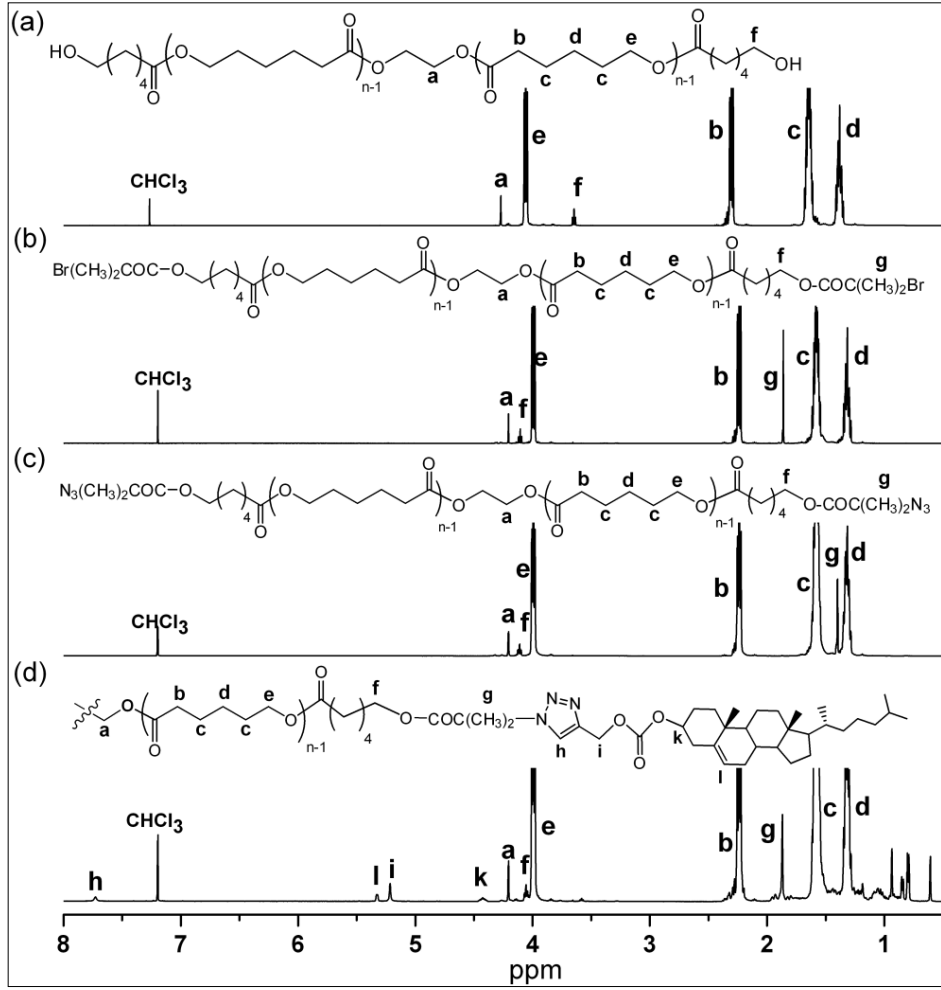 (a)
HO ( )4 O O ( O O )n-1 O a O ( O b c d c e O )n-1 O ( )4 f OH
CHCl3 a e f b c d
(b)
Br(CH3)2COC-O ( )4 O O ( O O )n-1 O a O ( O b c d c e O )n-1 O ( )4 f O-COC(CH3)2Br g
CHCl3 a f e b g c d
(c)
N3(CH3)2COC-O ( )4 O O ( O O )n-1 O a O ( O b c d c e O )n-1 O ( )4 f O-COC(CH3)2N3 g
CHCl3 a f e b c g d
(d)
a O ( O b c d c e O )n-1 O ( )4 f O-COC(CH3)2 g N N=N h i O O O k l
h CHCl3 l i k a f e b g c d
8 7 6 5 4 3 2 1
ppm